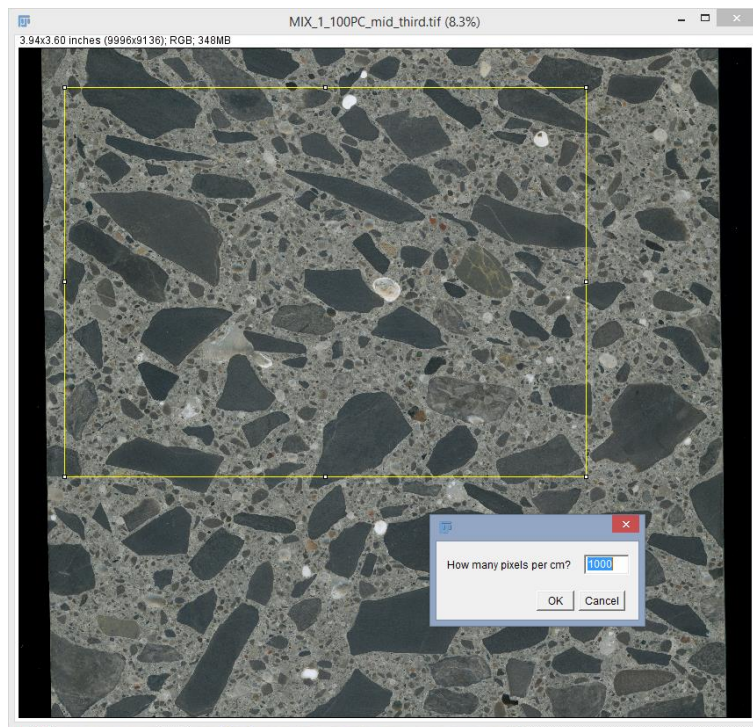 MIX_1_100PC_mid_third.tif (8.3%)
3.94x3.60 inches (9996x9136); RGB; 348MB
How many pixels per cm? 1000
OK Cancel